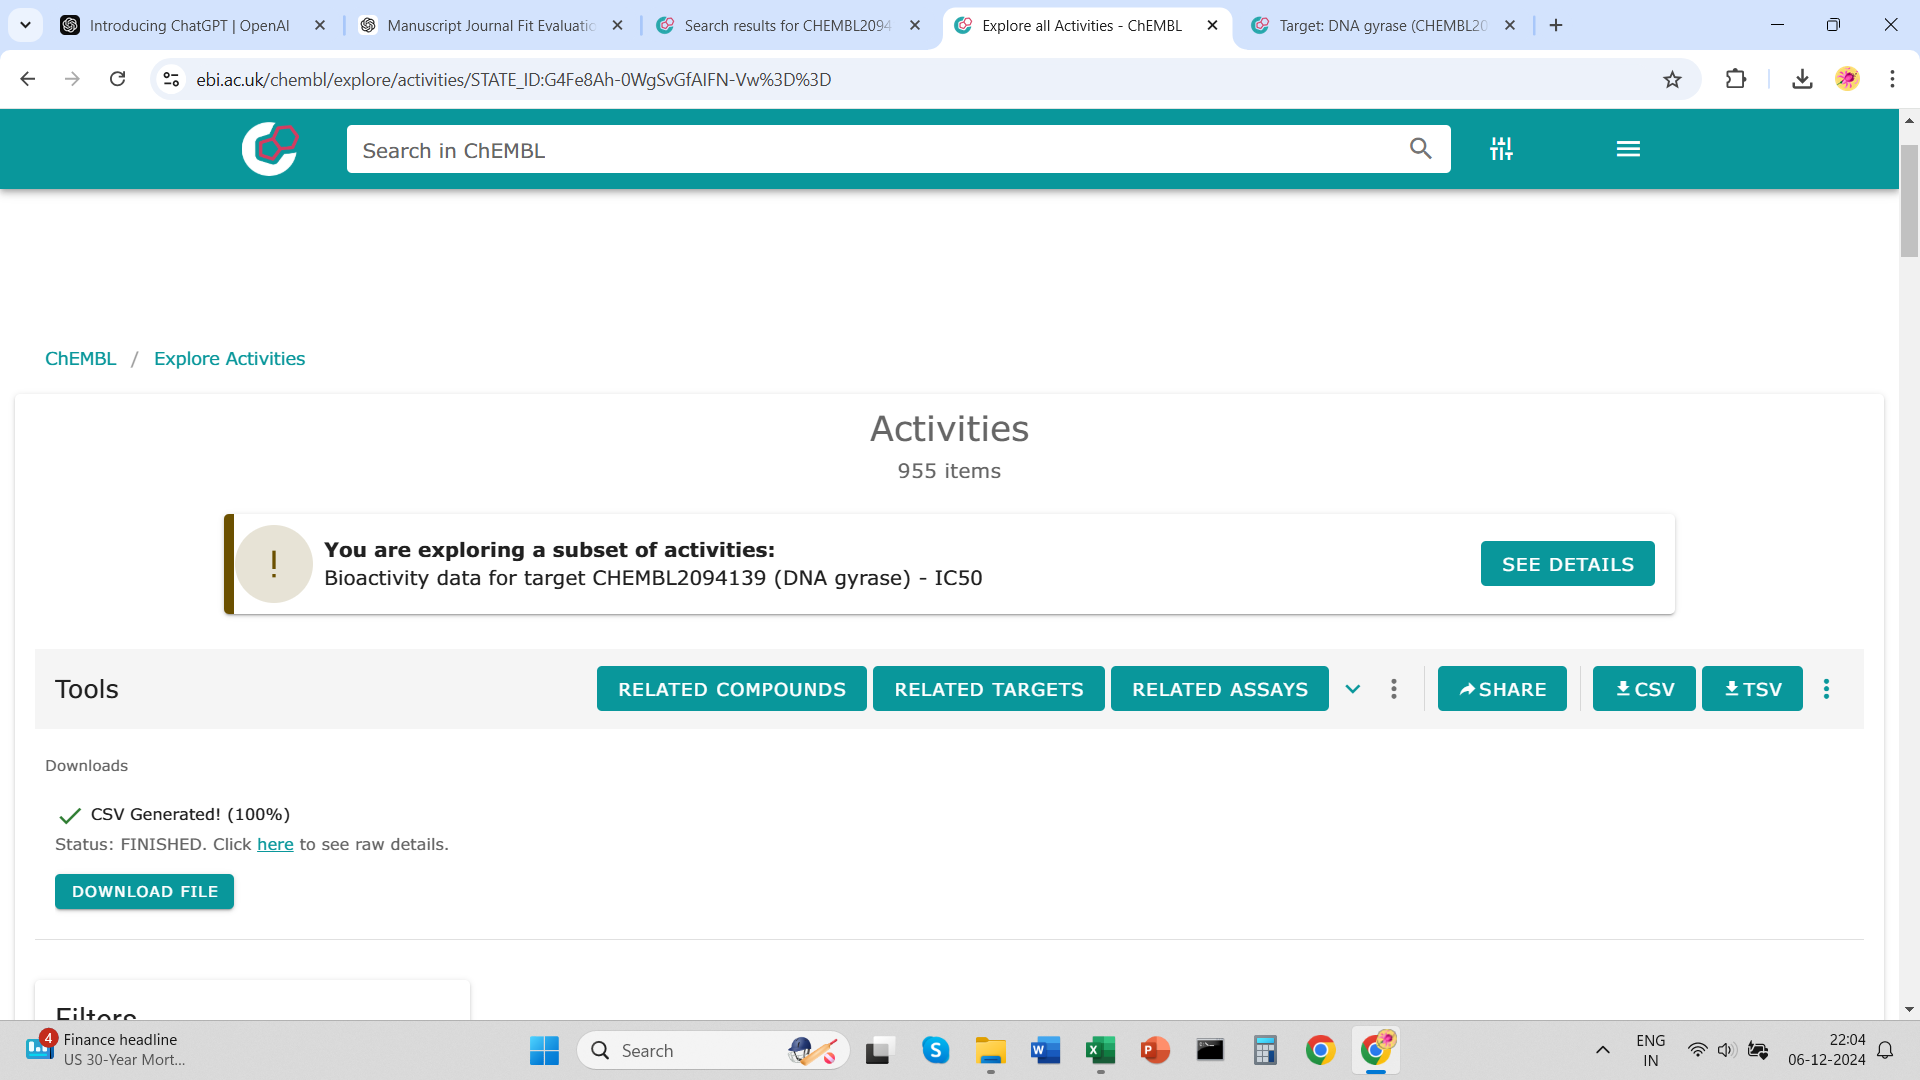 Introducing ChatGPT | OpenAI
Manuscript Journal Fit Evaluatio
Search results for CHEMBL2094
Explore all Activities - ChEMBL
Target: DNA gyrase (CHEMBL20
ebi.ac.uk/chembl/explore/activities/STATE_ID:G4Fe8Ah-0WgSvGfAIFN-Vw%3D%3D
Search in ChEMBL
ChEMBL / Explore Activities
Activities
955 items
!
You are exploring a subset of activities:
Bioactivity data for target CHEMBL2094139 (DNA gyrase) - IC50
SEE DETAILS
Tools
RELATED COMPOUNDS
RELATED TARGETS
RELATED ASSAYS
SHARE
CSV
TSV
Downloads
CSV Generated! (100%)
Status: FINISHED. Click here to see raw details.
DOWNLOAD FILE
Filters
4
Finance headline
US 30-Year Mort...
Search
ENG
IN
22:04
06-12-2024